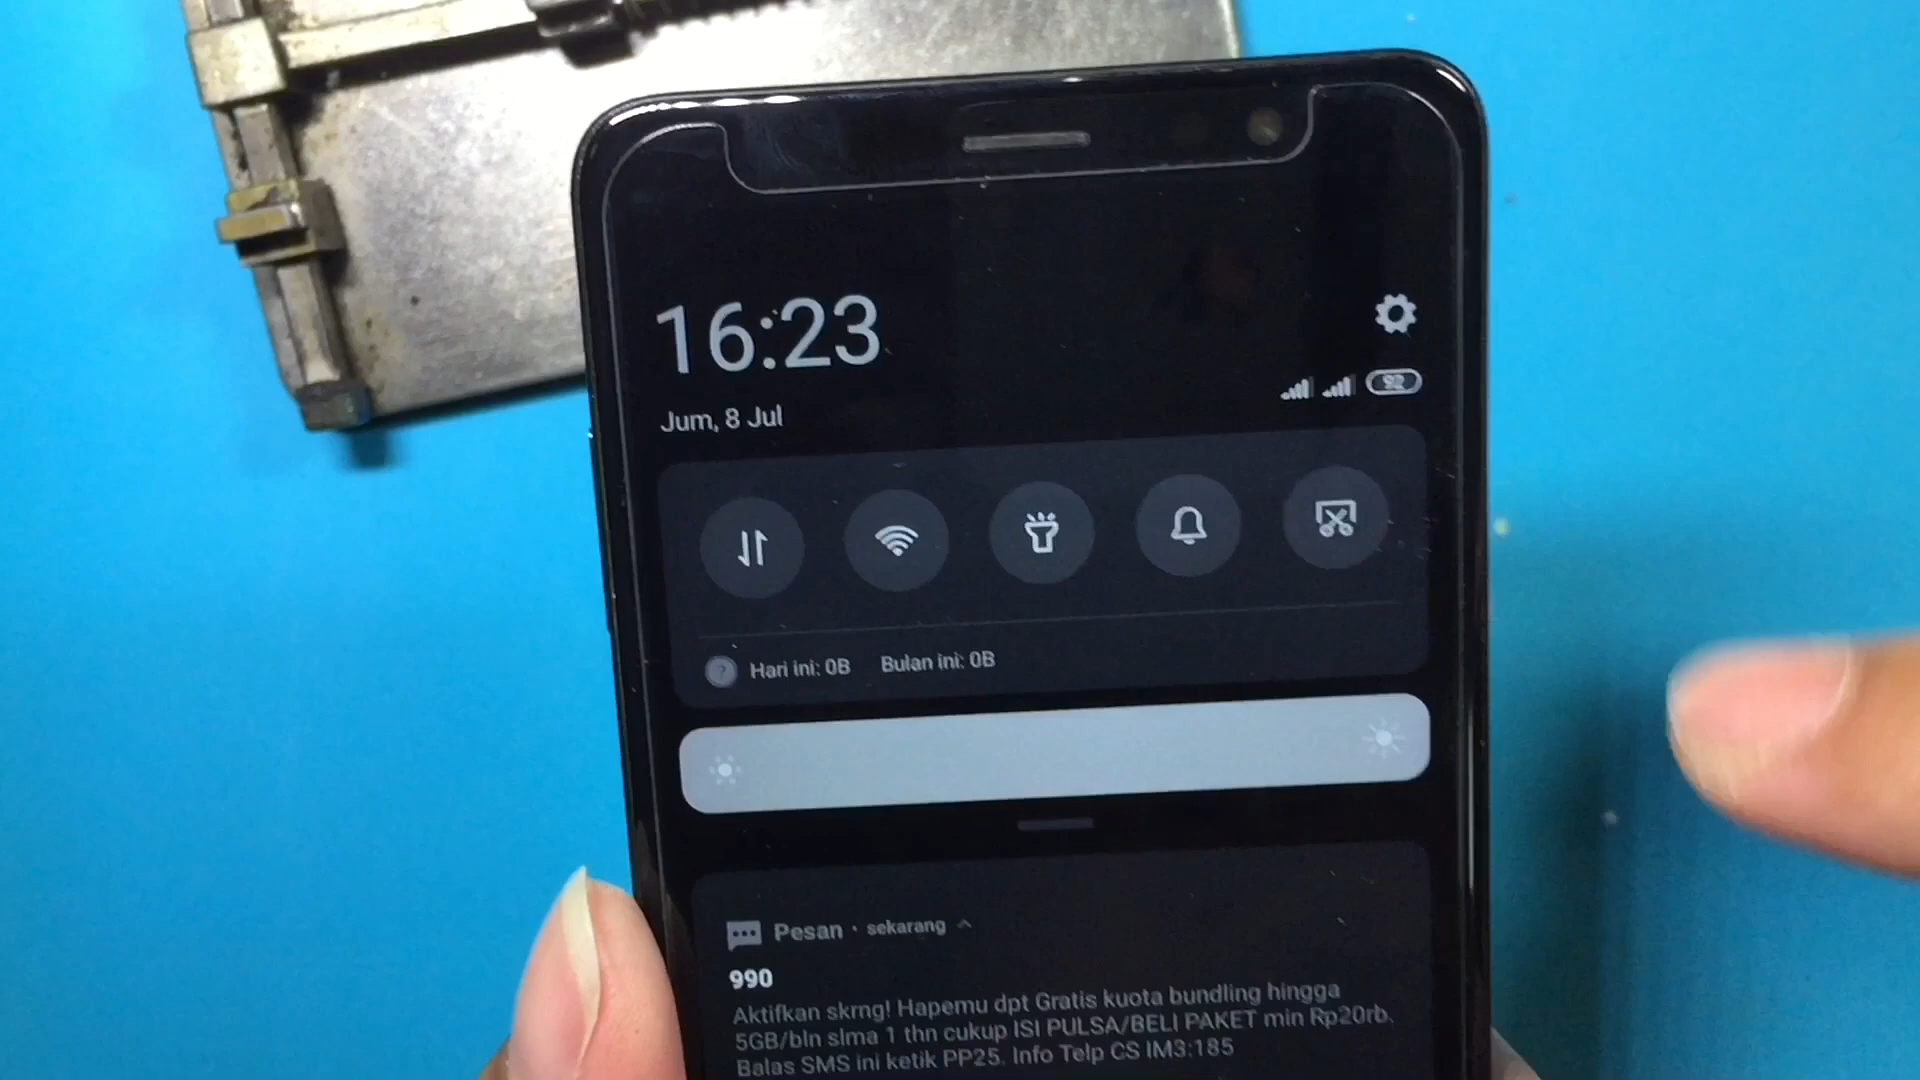 16:23
92
Jum, 8 Jul
Hari ini: 0B Bulan ini: 0B
Pesan · sekarang
990
Aktifkan skrng! Hapemu dpt Gratis kuota bundling hingga
5GB/bln slma 1 thn cukup ISI PULSA/BELI PAKET min Rp20rb.
Balas SMS ini ketik PP25. Info Telp CS IM3:185